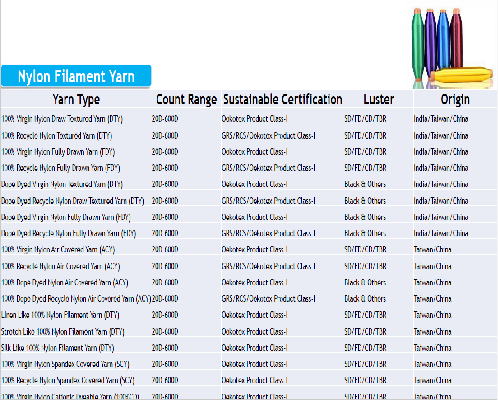 Nylon Filament Yarn
Yarn Type Count Range Sustainable Certification Luster Origin
100% Virgin Nylon Draw Textured Yarn (DTY) 20D-600D Oekotex Product Class-I SD/FD/CD/TBR India/Taiwan/China
100% Recycle Nylon Textured Yarn (DTY) 20D-600D GRS/RCS/Oekotex Product Class-I SD/FD/CD/TBR India/Taiwan/China
100% Virgin Nylon Fully Drawn Yarn (FDY) 20D-600D Oekotex Product Class-I SD/FD/CD/TBR India/Taiwan/China
100% Recycle Nylon Fully Drawn Yarn (FDY) 20D-600D GRS/RCS/Oekotex Product Class-I SD/FD/CD/TBR India/Taiwan/China
Dope Dyed Virgin Nylon Textured Yarn (DTY) 20D-600D Oekotex Product Class-I Black & Others India/Taiwan/China
Dope Dyed Recycle Nylon Draw Textured Yarn (DTY) 20D-600D GRS/RCS/Oekotex Product Class-I Black & Others India/Taiwan/China
Dope Dyed Virgin Nylon Fully Drawn Yarn (FDY) 20D-600D Oekotex Product Class-I Black & Others India/Taiwan/China
Dope Dyed Recycle Nylon Fully Drawn Yarn (FDY) 20D-600D GRS/RCS/Oekotex Product Class-I Black & Others India/Taiwan/China
100% Virgin Nylon Air Covered Yarn (ACY) 20D-600D Oekotex Product Class-I SD/FD/CD/TBR Taiwan/China
100% Recycle Nylon Air Covered Yarn (ACY) 20D-600D GRS/RCS/Oekotex Product Class-I SD/FD/CD/TBR Taiwan/China
100% Dope Dyed Nylon Air Covered Yarn (ACY) 20D-600D Oekotex Product Class-I Black & Others Taiwan/China
100% Dope Dyed Recycle Nylon Air Covered Yarn (ACY) 20D-600D GRS/RCS/Oekotex Product Class-I Black & Others Taiwan/China
Linen Like 100% Nylon Filament Yarn (DTY) 20D-600D Oekotex Product Class-I SD/FD/CD/TBR Taiwan/China
Stretch Like 100% Nylon Filament Yarn (DTY) 20D-600D Oekotex Product Class-I SD/FD/CD/TBR Taiwan/China
Silk Like 100% Nylon Filament Yarn (DTY) 20D-600D Oekotex Product Class-I SD/FD/CD/TBR Taiwan/China
100% Virgin Nylon Spandex Covered Yarn (SCY) 20D-600D Oekotex Product Class-I SD/FD/CD/TBR Taiwan/China
100% Recycle Nylon Spandex Covered Yarn (SCY) 20D-600D Oekotex Product Class-I SD/FD/CD/TBR Taiwan/China
100% Virgin Nylon Cationic Dyeable Yarn 20D-600D Oekotex Product Class-I SD/FD/CD/TBR Taiwan/China